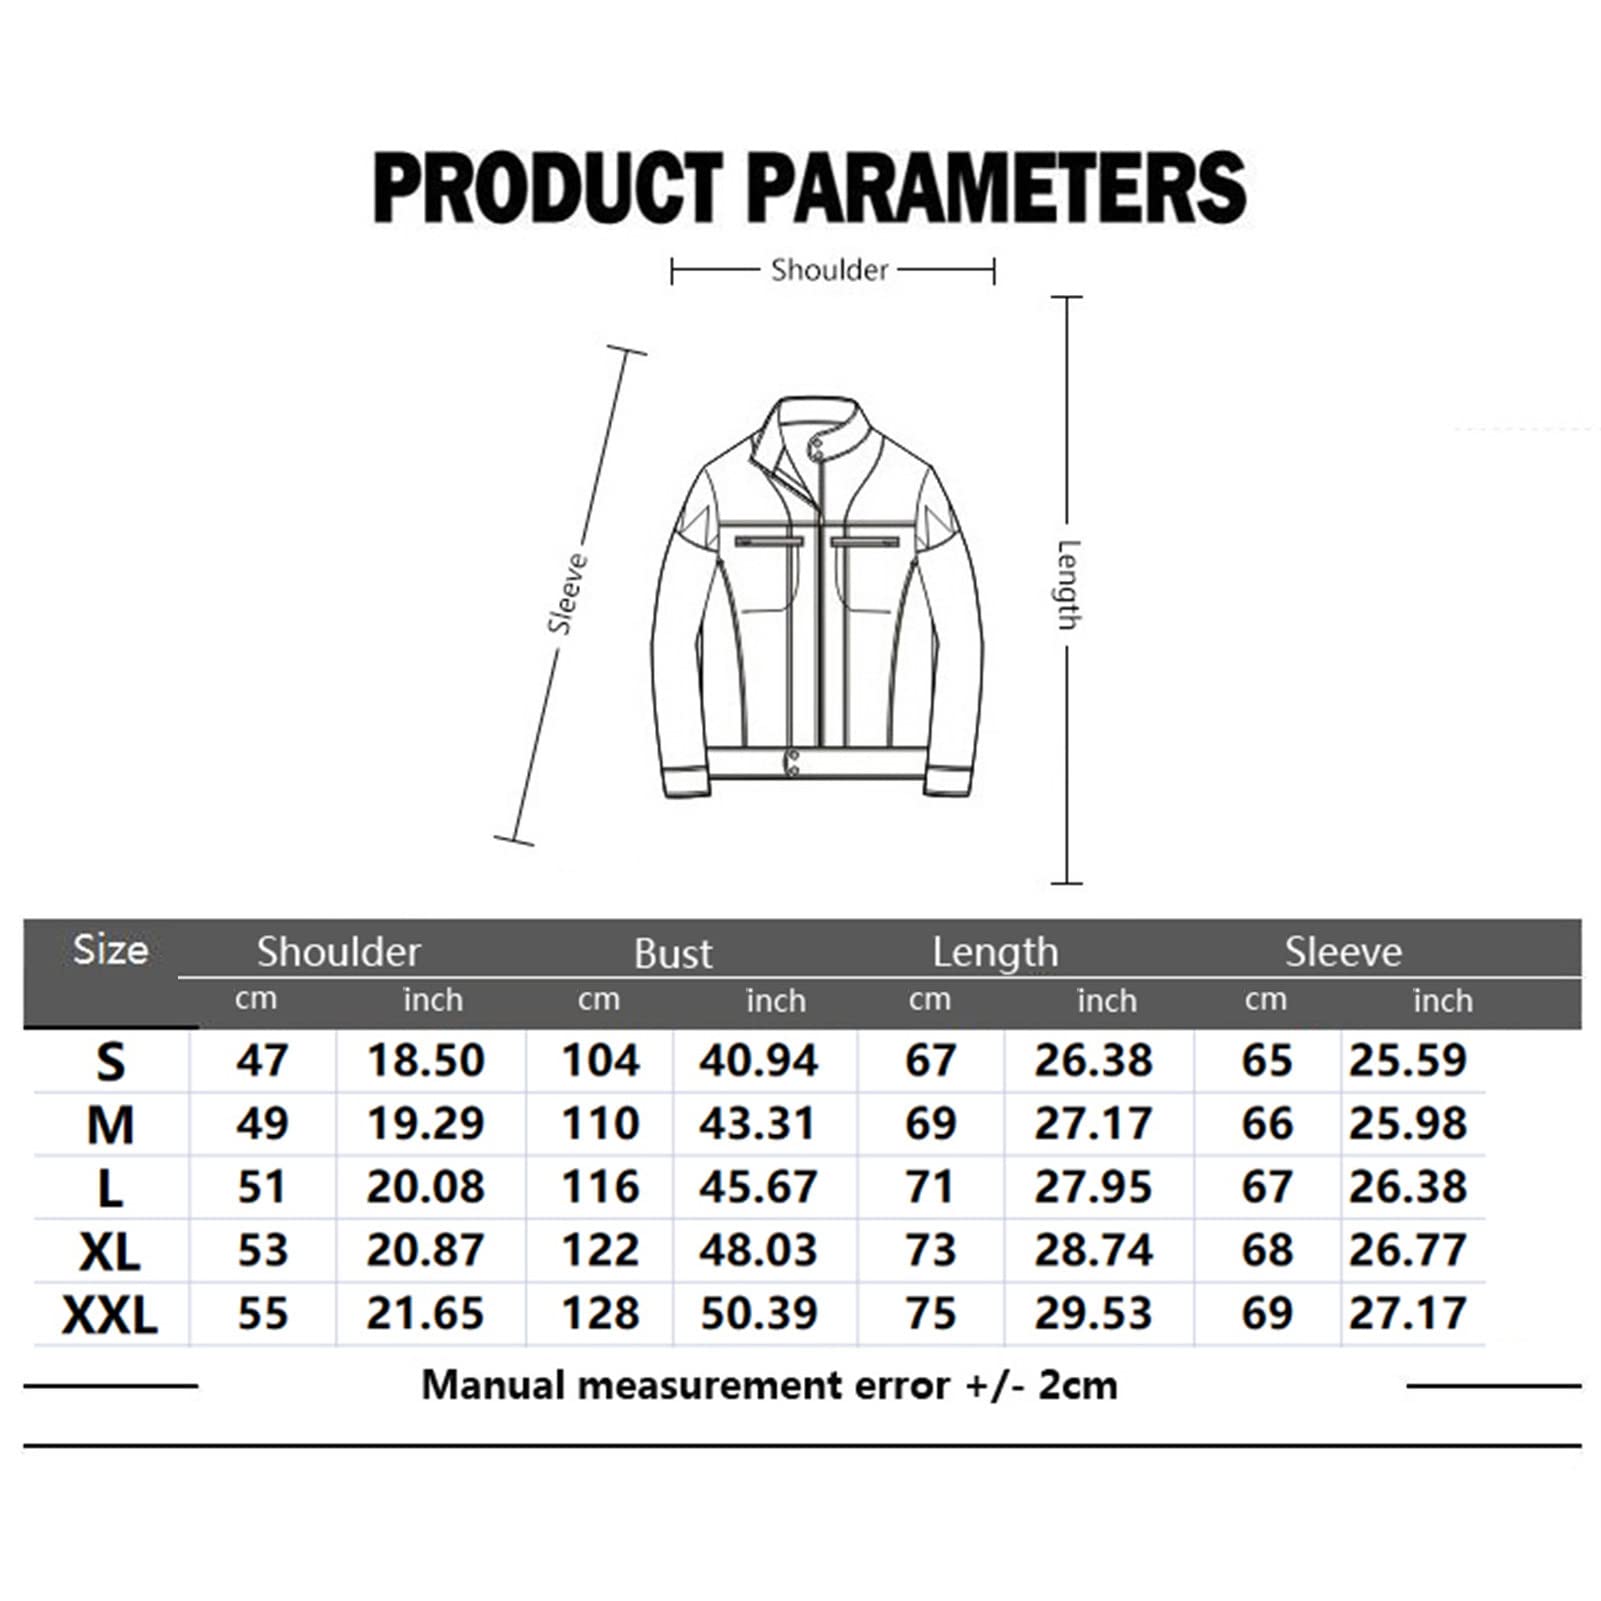 PRODUCT PARAMETERS
Shoulder
Sleeve
Length
Size Shoulder Bust Length Sleeve
cm inch cm inch cm inch cm inch
S 47 18.50 104 40.94 67 26.38 65 25.59
M 49 19.29 110 43.31 69 27.17 66 25.98
L 51 20.08 116 45.67 71 27.95 67 26.38
XL 53 20.87 122 48.03 73 28.74 68 26.77
XXL 55 21.65 128 50.39 75 29.53 69 27.17
Manual measurement error +/- 2cm